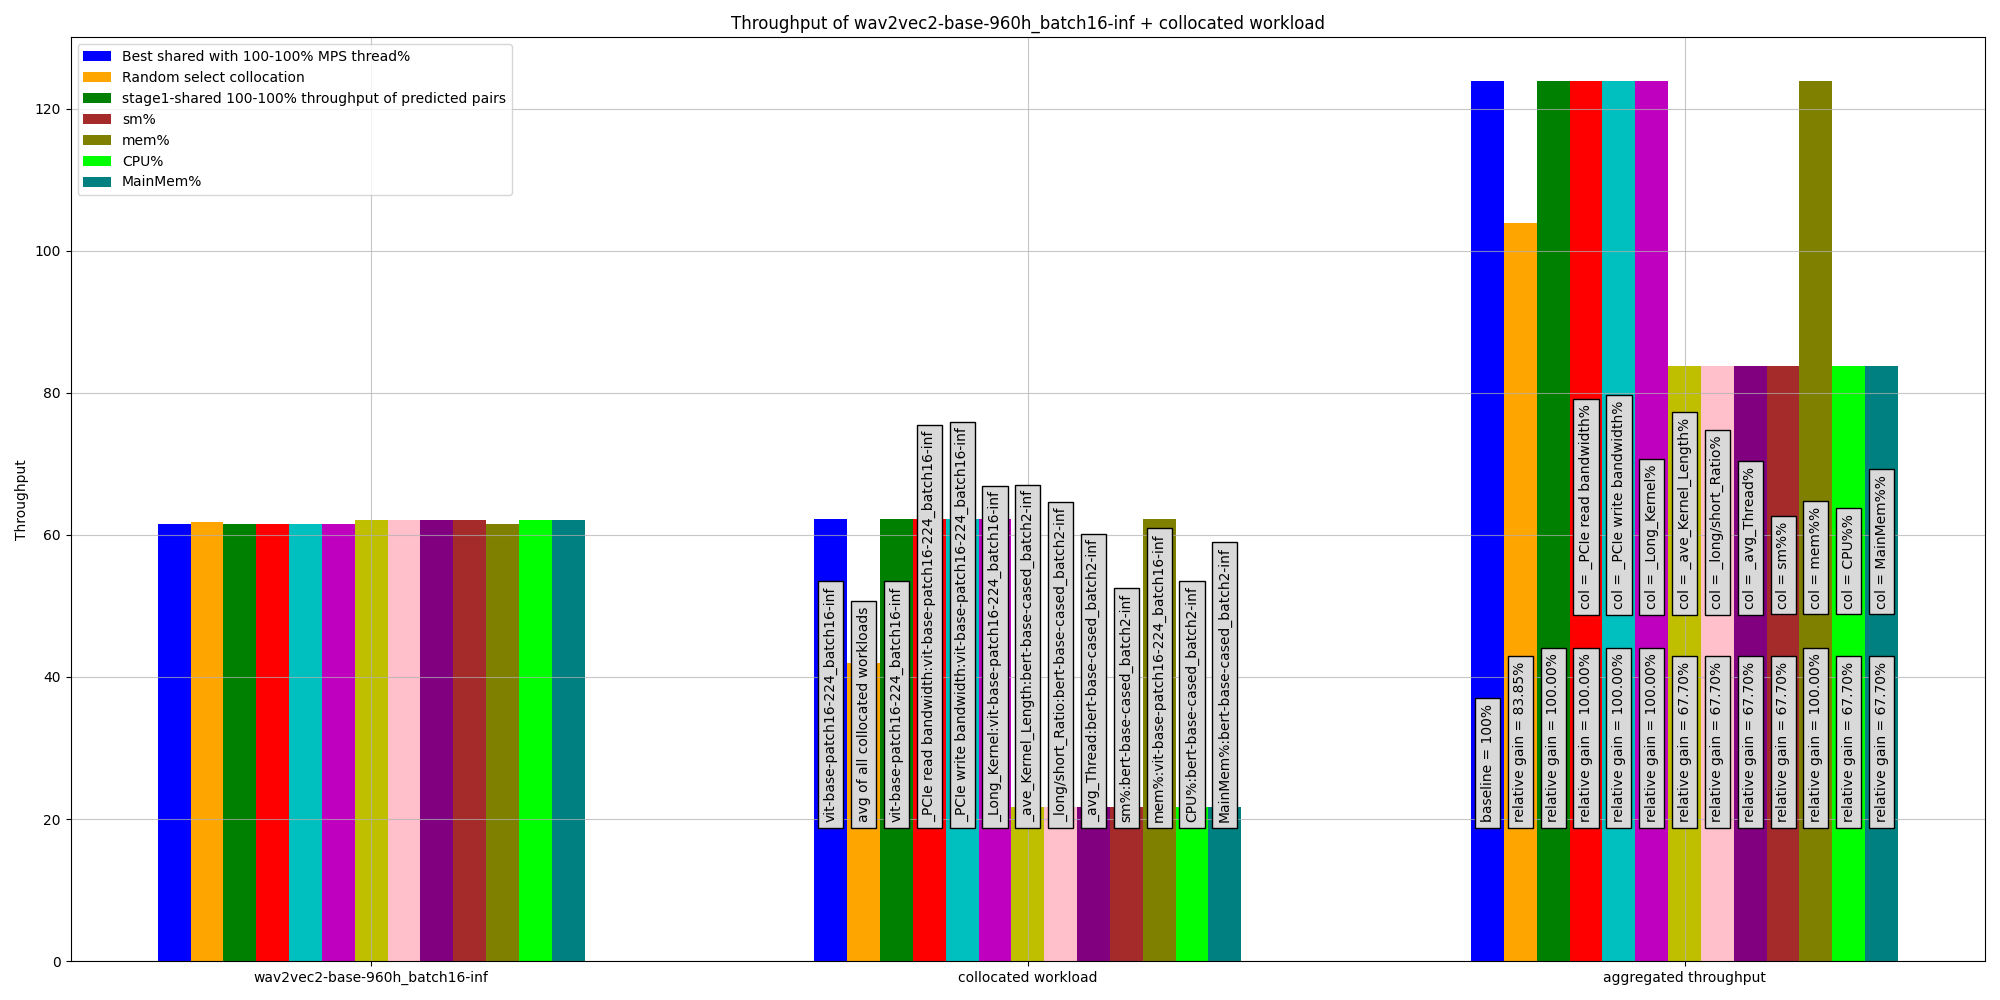 Throughput of wav2vec2-base-960h_batch16-inf + collocated workload
Best shared with 100-100% MPS thread%
Random select collocation
stage1-shared 100-100% throughput of predicted pairs
sm%
mem%
CPU%
MainMem%
Throughput
120
100
80
60
40
20
0
vit-base-patch16-224_batch16-inf
avg of all collocated workloads
vit-base-patch16-224_batch16-inf
_PCIe read bandwidth:vit-base-patch16-224_batch16-inf
_PCIe write bandwidth:vit-base-patch16-224_batch16-inf
_Long_Kernel:vit-base-patch16-224_batch16-inf
_ave_Kernel_Length:bert-base-cased_batch2-inf
_long/short_Ratio:bert-base-cased_batch2-inf
_avg_Thread:bert-base-cased_batch2-inf
sm%:bert-base-cased_batch2-inf
mem%:vit-base-patch16-224_batch16-inf
CPU%:bert-base-cased_batch2-inf
MainMem%:bert-base-cased_batch2-inf
col = _PCIe read bandwidth%
col = _PCIe write bandwidth%
col = _Long_Kernel%
col = _ave_Kernel_Length%
col = _long/short_Ratio%
col = _avg_Thread%
col = sm%%
col = mem%%
col = CPU%%
col = MainMem%%
baseline = 100%
relative gain = 83.85%
relative gain = 100.00%
relative gain = 100.00%
relative gain = 100.00%
relative gain = 100.00%
relative gain = 67.70%
relative gain = 67.70%
relative gain = 67.70%
relative gain = 67.70%
relative gain = 100.00%
relative gain = 67.70%
relative gain = 67.70%
wav2vec2-base-960h_batch16-inf
collocated workload
aggregated throughput